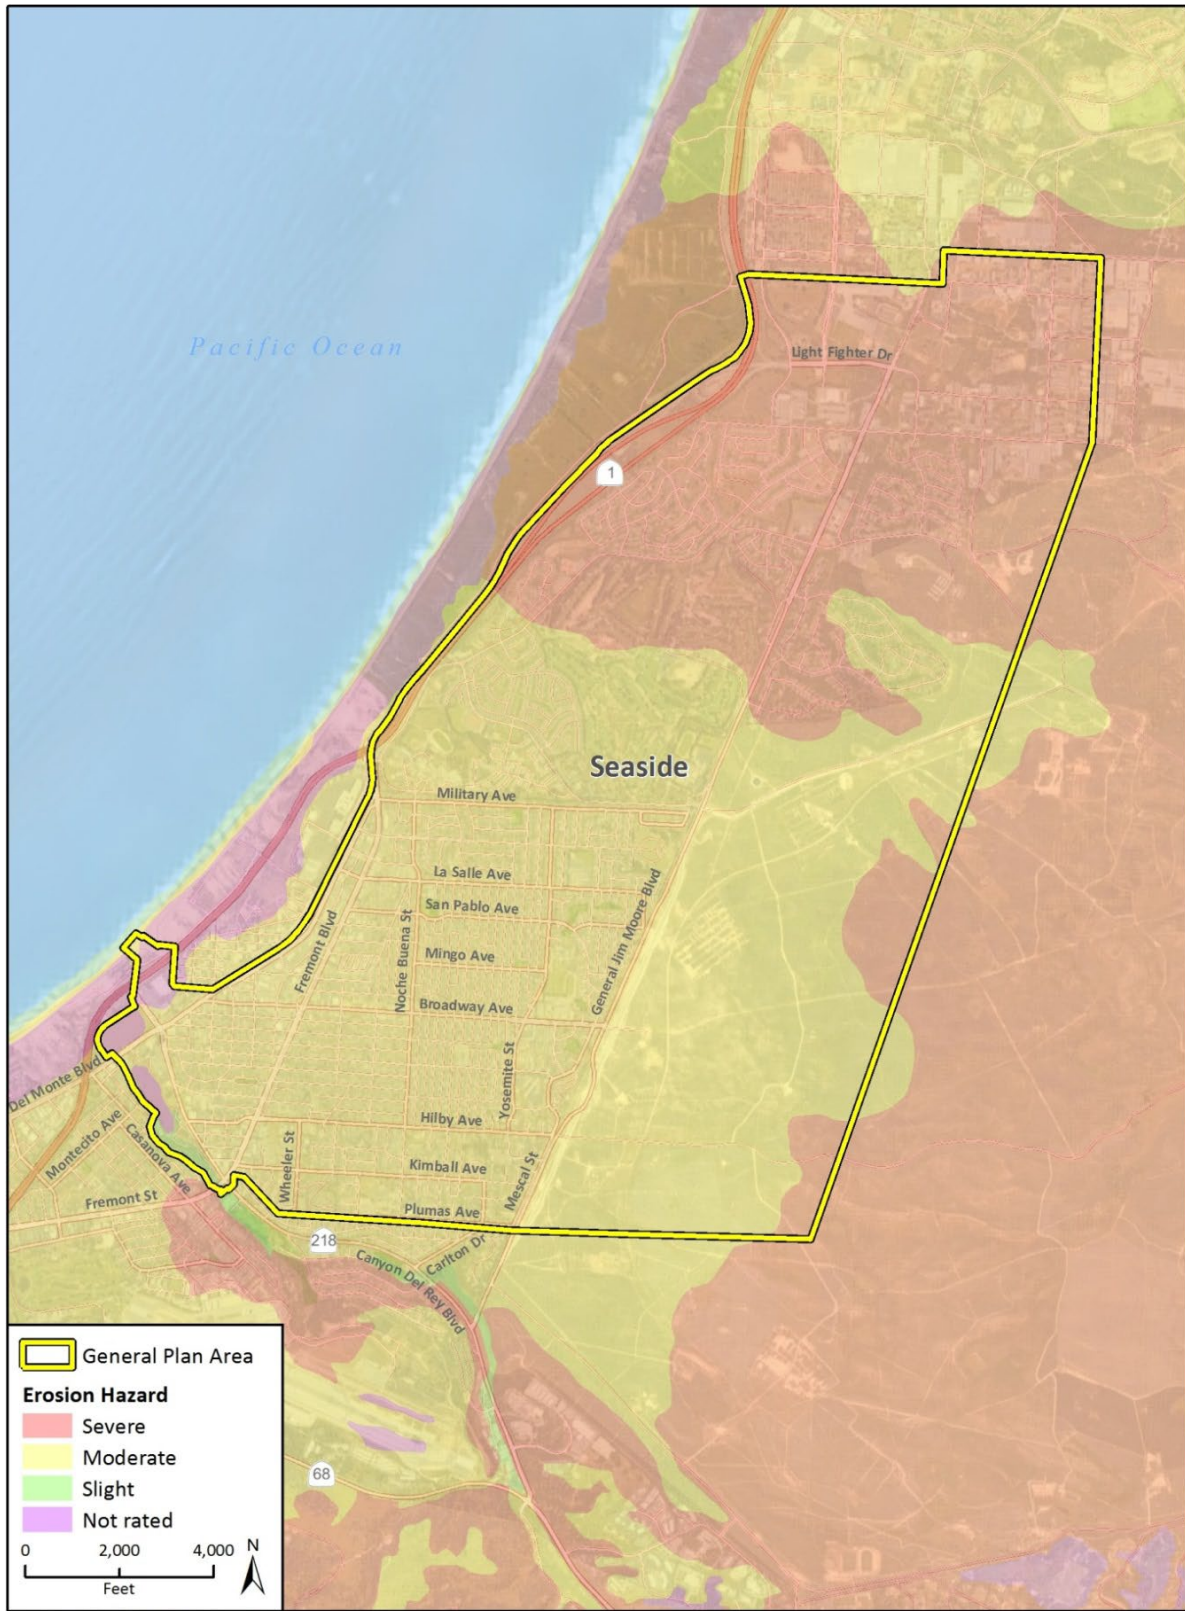 Pacific Ocean
Light Fighter Dr
1
Seaside
Military Ave
La Salle Ave
San Pablo Ave
Fremont Blvd
Noche Buena St
Mingo Ave
General Jim Moore Blvd
Broadway Ave
Yosemite St
Del Monte Blvd
Hilby Ave
Montecito Ave
Casanova Ave
Wheeler St
Kimball Ave
Mescal St
Fremont St
Plumas Ave
218
Carlton Dr
Canyon Del Rey Blvd
68
General Plan Area
Erosion Hazard
Severe
Moderate
Slight
Not rated
0 2,000 4,000 N
Feet